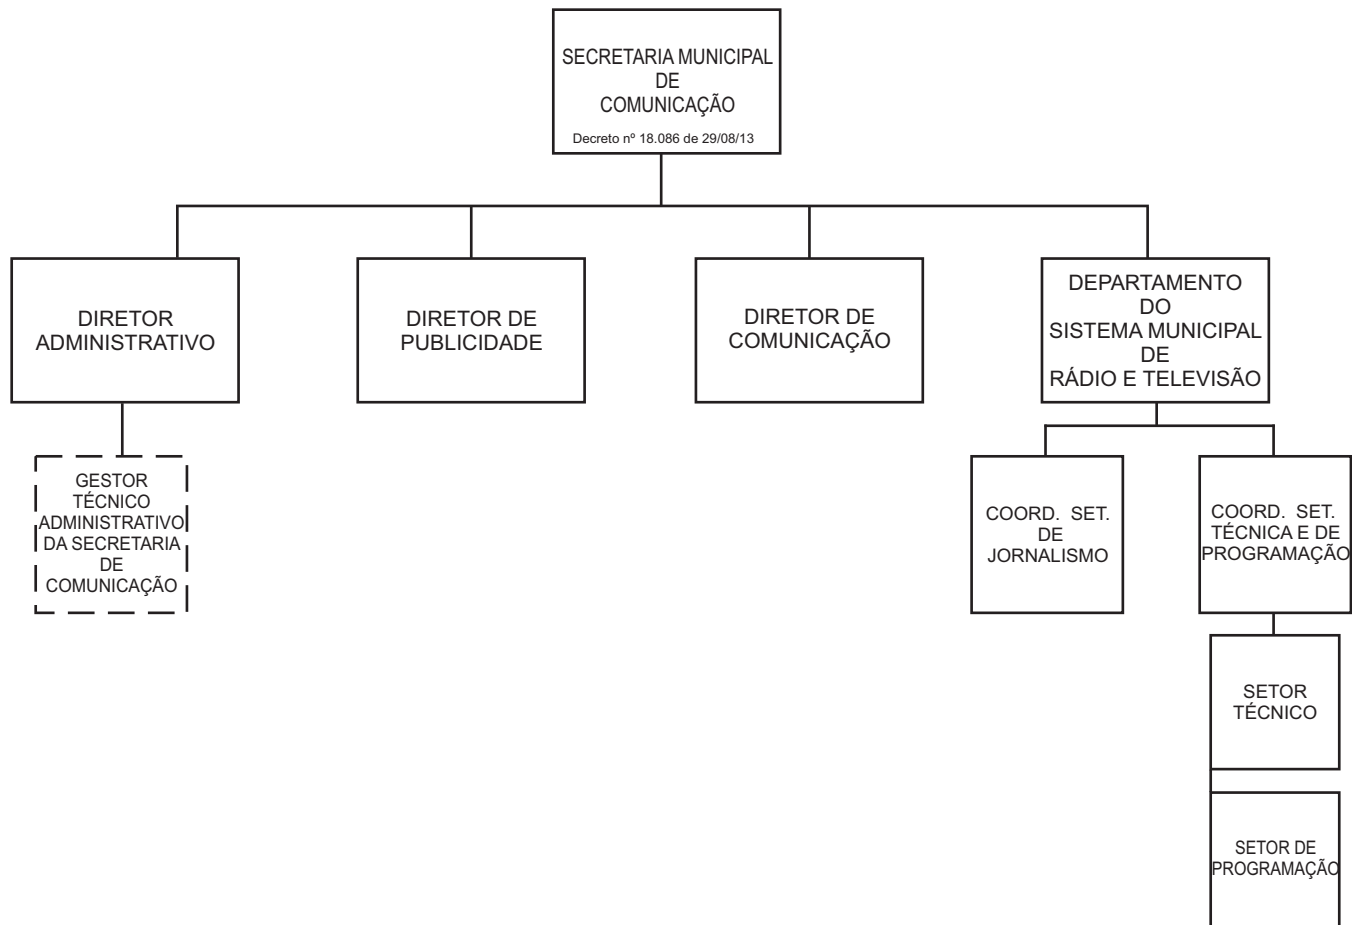 SECRETARIA MUNICIPAL
DE
COMUNICAÇÃO
Decreto nº 18.086 de 29/08/13
DIRETOR
ADMINISTRATIVO
DIRETOR DE
PUBLICIDADE
DIRETOR DE
COMUNICAÇÃO
DEPARTAMENTO
DO
SISTEMA MUNICIPAL
DE
RÁDIO E TELEVISÃO
GESTOR
TÉCNICO
ADMINISTRATIVO
DA SECRETARIA
DE
COMUNICAÇÃO
COORD. SET.
DE
JORNALISMO
COORD. SET.
TÉCNICA E DE
PROGRAMAÇÃO
SETOR
TÉCNICO
SETOR DE
PROGRAMAÇÃO